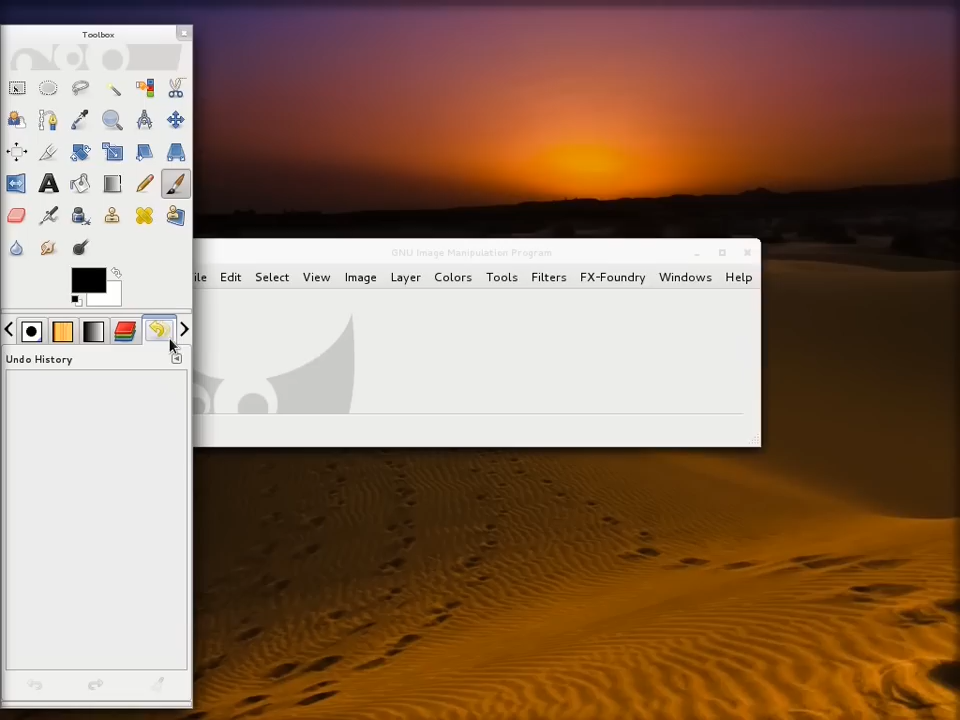 Toolbox
GNU Image Manipulation Program
ile Edit Select View Image Layer Colors Tools Filters FX-Foundry Windows Help
Undo History